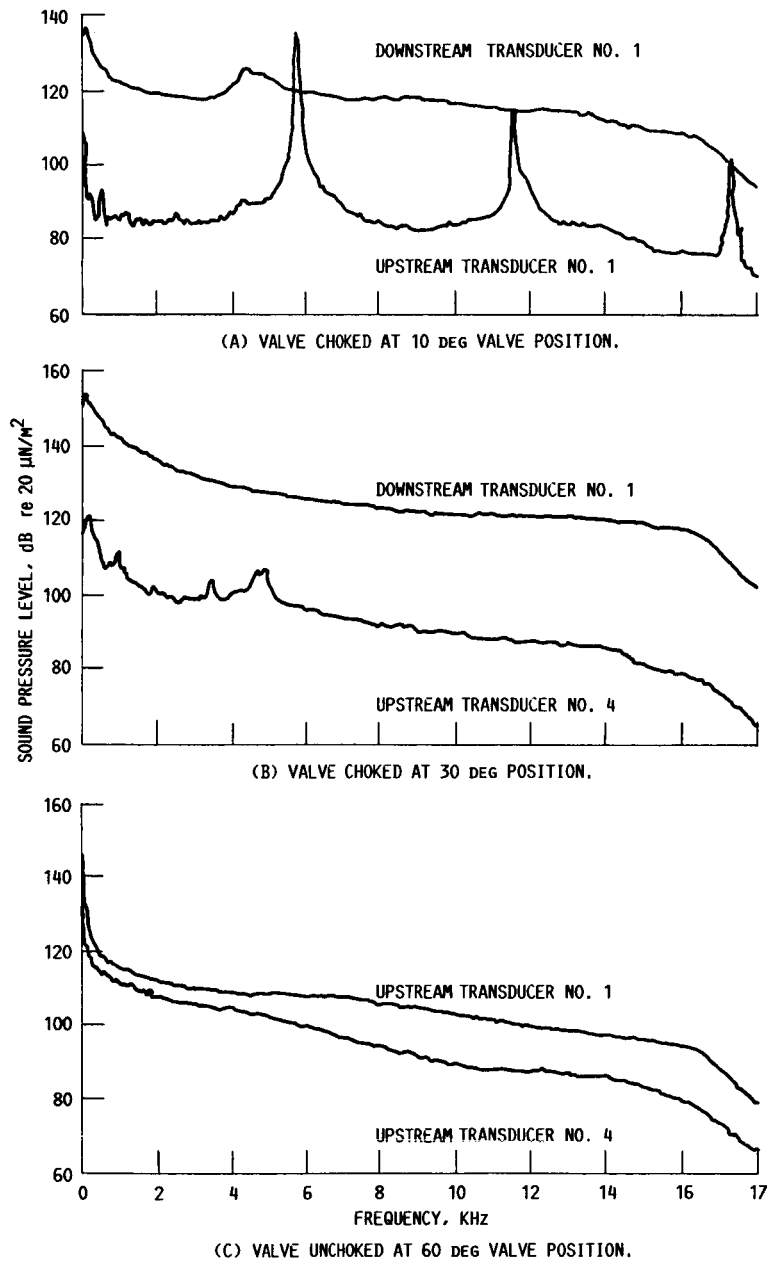 140
130
120
100
80
60
DOWNSTREAM TRANSDUCER NO. 1
UPSTREAM TRANSDUCER NO. 1
(A) VALVE CHOKED AT 10 DEG VALVE POSITION.
SOUND PRESSURE LEVEL, dB re 20 µN/M²
160
140
120
100
80
60
DOWNSTREAM TRANSDUCER NO. 1
UPSTREAM TRANSDUCER NO. 4
(B) VALVE CHOKED AT 30 DEG POSITION.
160
140
120
100
80
60
UPSTREAM TRANSDUCER NO. 1
UPSTREAM TRANSDUCER NO. 4
0 2 4 6 8 10 12 14 16 17
FREQUENCY, KHz
(C) VALVE UNCHOKED AT 60 DEG VALVE POSITION.